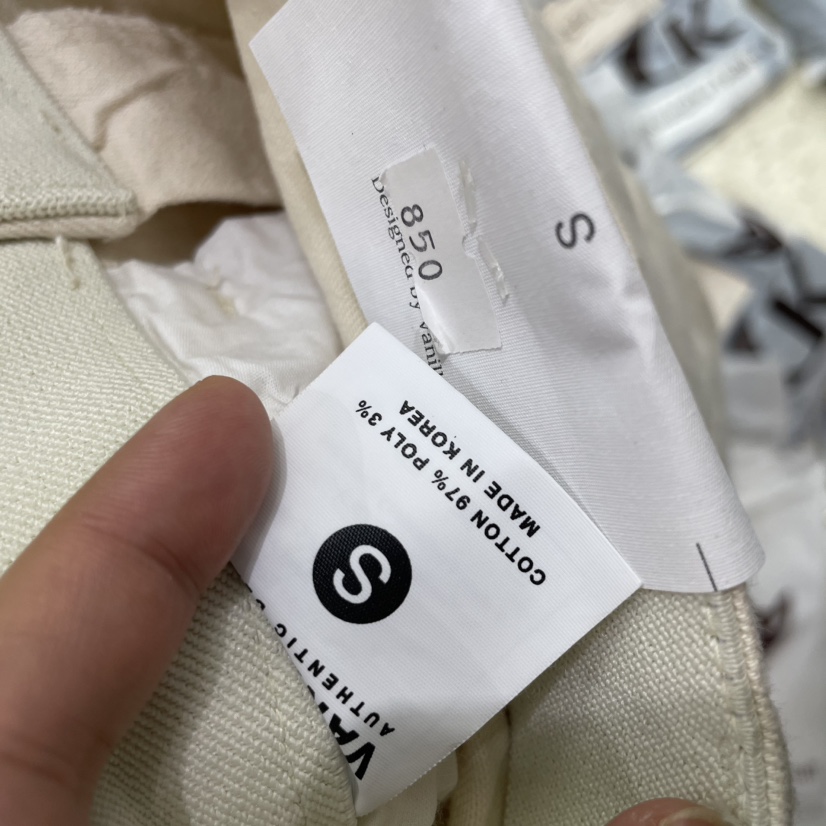 S
850
Designed by
COTTON 97% POLY 3%
MADE IN KOREA
S
AUTHENTIC
K